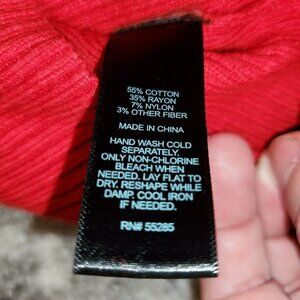 55% COTTON
35% RAYON
7% NYLON
3% OTHER FIBER
MADE IN CHINA
HAND WASH COLD
SEPARATELY.
ONLY NON-CHLORINE
BLEACH WHEN
NEEDED. LAY FLAT TO
DRY. RESHAPE WHILE
DAMP. COOL IRON
IF NEEDED.
RN# 55285